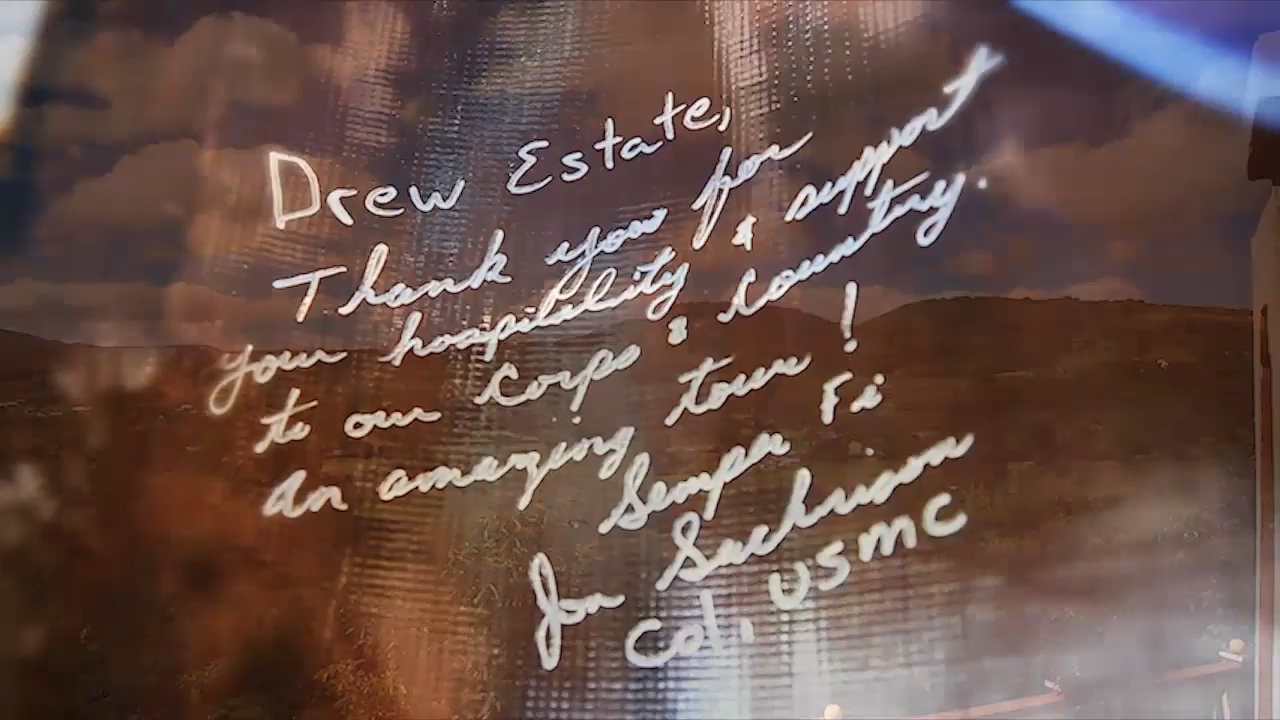 Drew Estate,
Thank you for
your hospitality & support
to our Corps & Country.
An amazing tour!
Semper Fi
Jon
Col, USMC